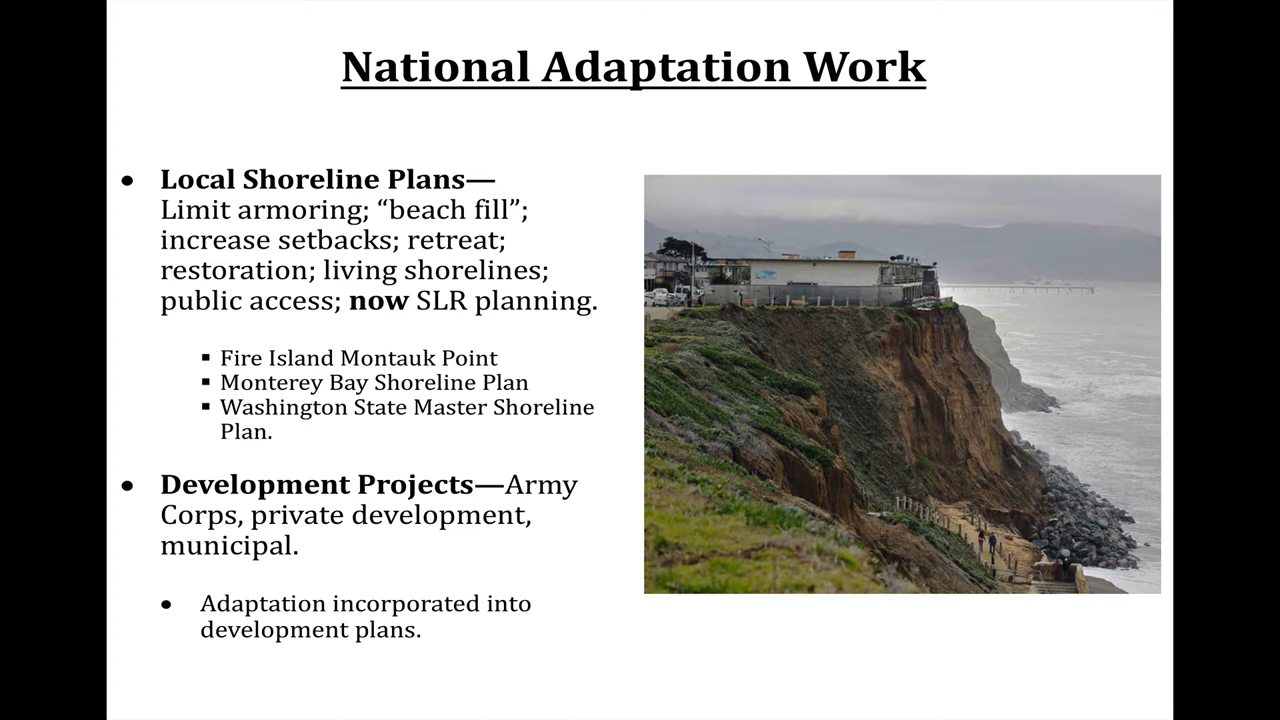 National Adaptation Work
• Local Shoreline Plans—
Limit armoring; “beach fill”;
increase setbacks; retreat;
restoration; living shorelines;
public access; now SLR planning.
▪ Fire Island Montauk Point
▪ Monterey Bay Shoreline Plan
▪ Washington State Master Shoreline
Plan.
• Development Projects—Army
Corps, private development,
municipal.
• Adaptation incorporated into
development plans.